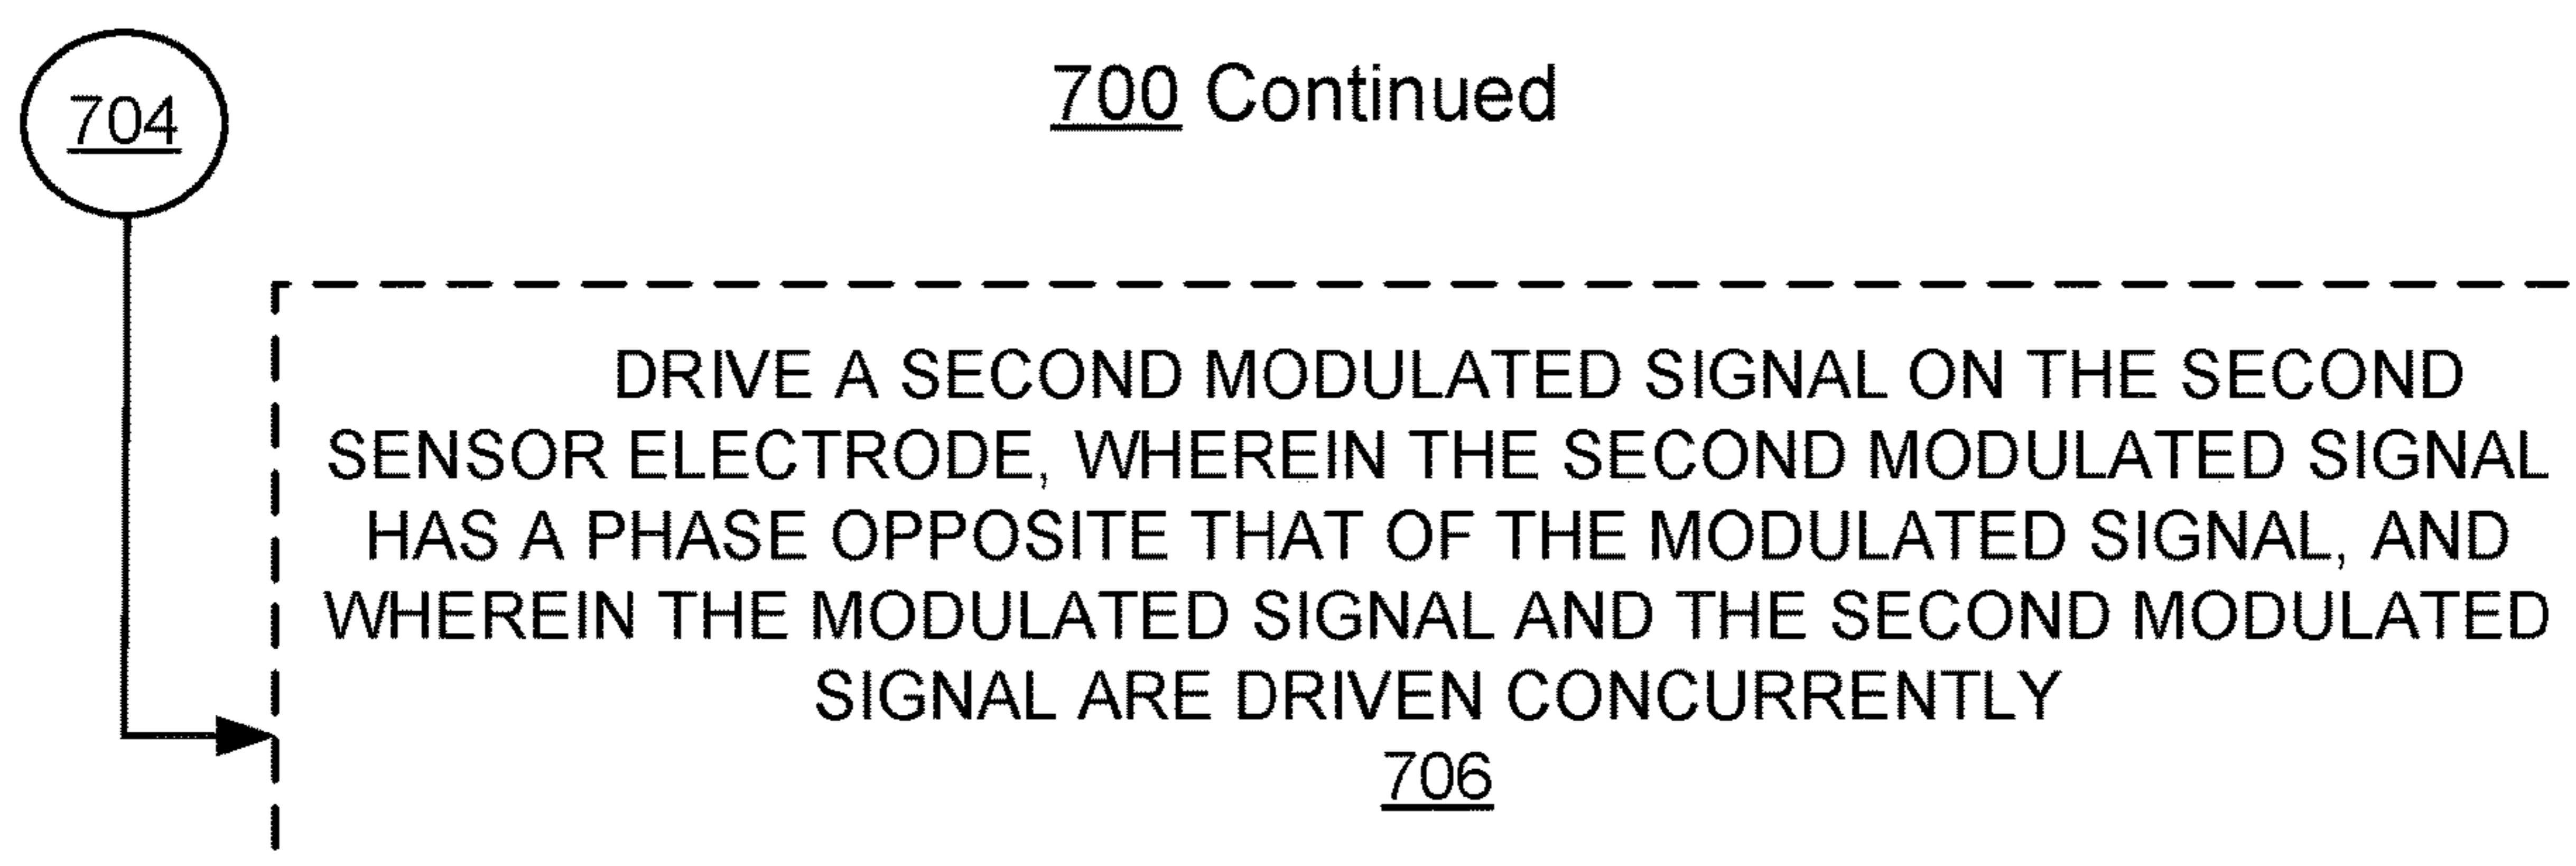 704
700 Continued
DRIVE A SECOND MODULATED SIGNAL ON THE SECOND
SENSOR ELECTRODE, WHEREIN THE SECOND MODULATED SIGNAL
HAS A PHASE OPPOSITE THAT OF THE MODULATED SIGNAL, AND
WHEREIN THE MODULATED SIGNAL AND THE SECOND MODULATED
SIGNAL ARE DRIVEN CONCURRENTLY
706